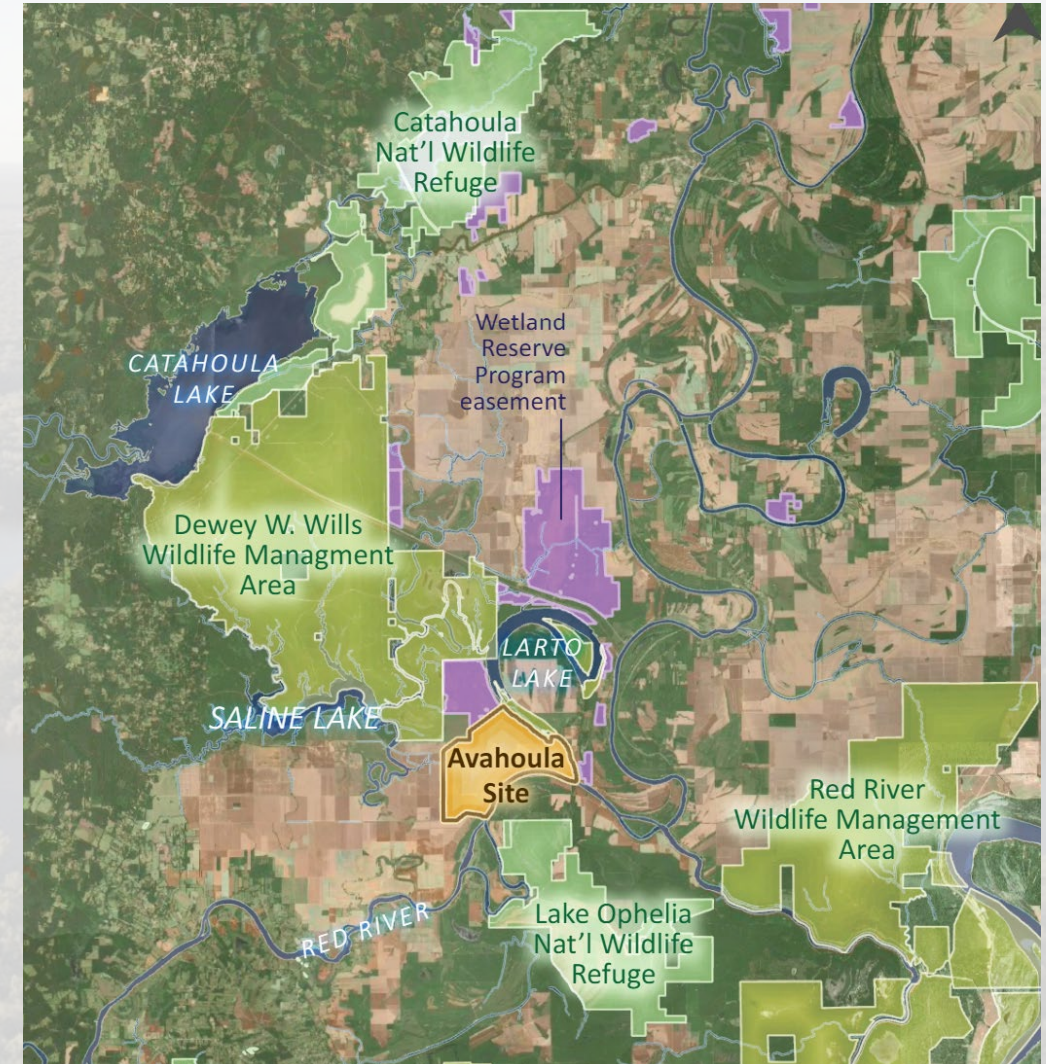 Catahoula
Nat'l Wildlife
Refuge
Wetland
Reserve
Program
easement
CATAHOULA
LAKE
Dewey W. Wills
Wildlife Managment
Area
LARTO
LAKE
SALINE LAKE
Avahoula
Site
Red River
Wildlife Management
Area
Lake Ophelia
Nat'l Wildlife
Refuge
RED RIVER